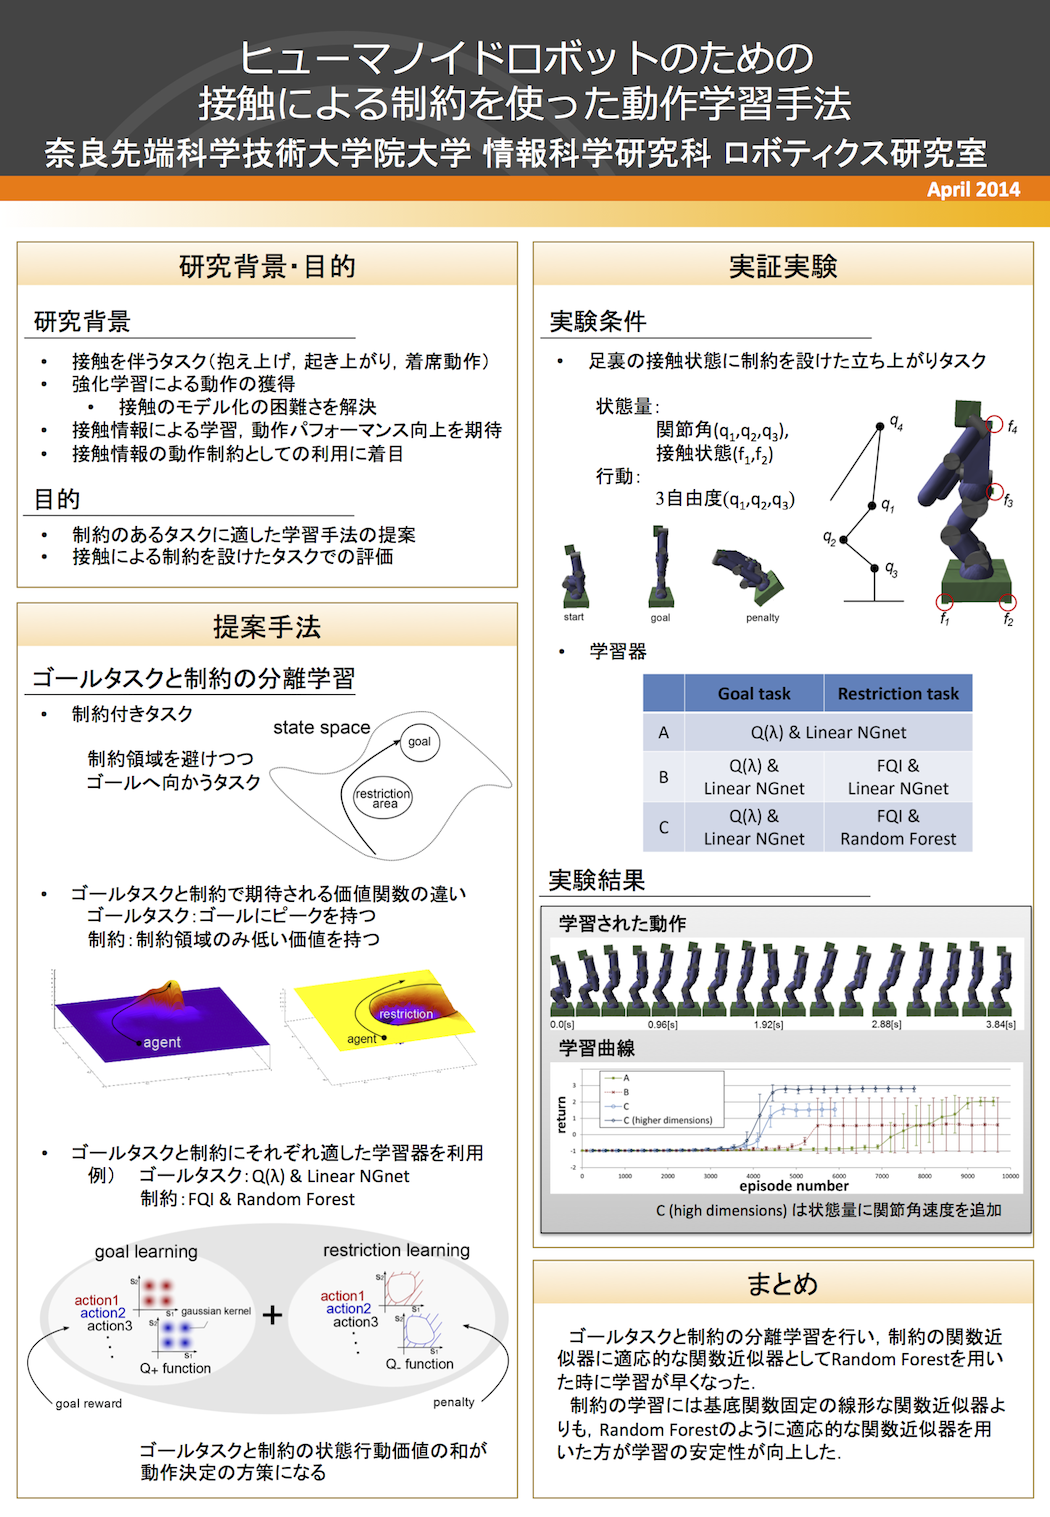 ヒューマノイドロボットのための
接触による制約を使った動作学習手法
奈良先端科学技術大学院大学 情報科学研究科 ロボティクス研究室
April 2014
研究背景・目的
研究背景
• 接触を伴うタスク（抱え上げ，起き上がり，着席動作）
• 強化学習による動作の獲得
• 接触のモデル化の困難さを解決
• 接触情報による学習，動作パフォーマンス向上を期待
• 接触情報の動作制約としての利用に着目
目的
• 制約のあるタスクに適した学習手法の提案
• 接触による制約を設けたタスクでの評価
提案手法
ゴールタスクと制約の分離学習
• 制約付きタスク
制約領域を避けつつ
ゴールへ向かうタスク
state space
goal
restriction
area
• ゴールタスクと制約で期待される価値関数の違い
ゴールタスク：ゴールにピークを持つ
制約：制約領域のみ低い価値を持つ
agent
restriction
agent
• ゴールタスクと制約にそれぞれ適した学習器を利用
例） ゴールタスク：Q(λ) & Linear NGnet
制約：FQI & Random Forest
goal learning
action1
action2
action3
S2
S1
gaussian kernel
S2
S1
Q+ function
goal reward
+
restriction learning
action1
action2
action3
S2
S1
S2
S1
Q- function
penalty
ゴールタスクと制約の状態行動価値の和が
動作決定の方策になる
実証実験
実験条件
• 足裏の接触状態に制約を設けた立ち上がりタスク
状態量：
関節角(q1,q2,q3),
接触状態(f1,f2)
行動：
3自由度(q1,q2,q3)
start
goal
penalty
q4
q1
q2
q3
f4
f3
f1
f2
• 学習器
Goal task Restriction task
A Q(λ) & Linear NGnet
B Q(λ) & Linear NGnet FQI & Linear NGnet
C Q(λ) & Linear NGnet FQI & Random Forest
実験結果
学習された動作
0.0[s] 0.96[s] 1.92[s] 2.88[s] 3.84[s]
学習曲線
return
3
2
1
0
-1
-2
A
B
C
C (higher dimensions)
0 1000 2000 3000 4000 5000 6000 7000 8000 9000 10000
episode number
C (high dimensions) は状態量に関節角速度を追加
まとめ
ゴールタスクと制約の分離学習を行い，制約の関数近
似器に適応的な関数近似器としてRandom Forestを用い
た時に学習が早くなった．
制約の学習には基底関数固定の線形な関数近似器よ
りも，Random Forestのように適応的な関数近似器を用
いた方が学習の安定性が向上した．